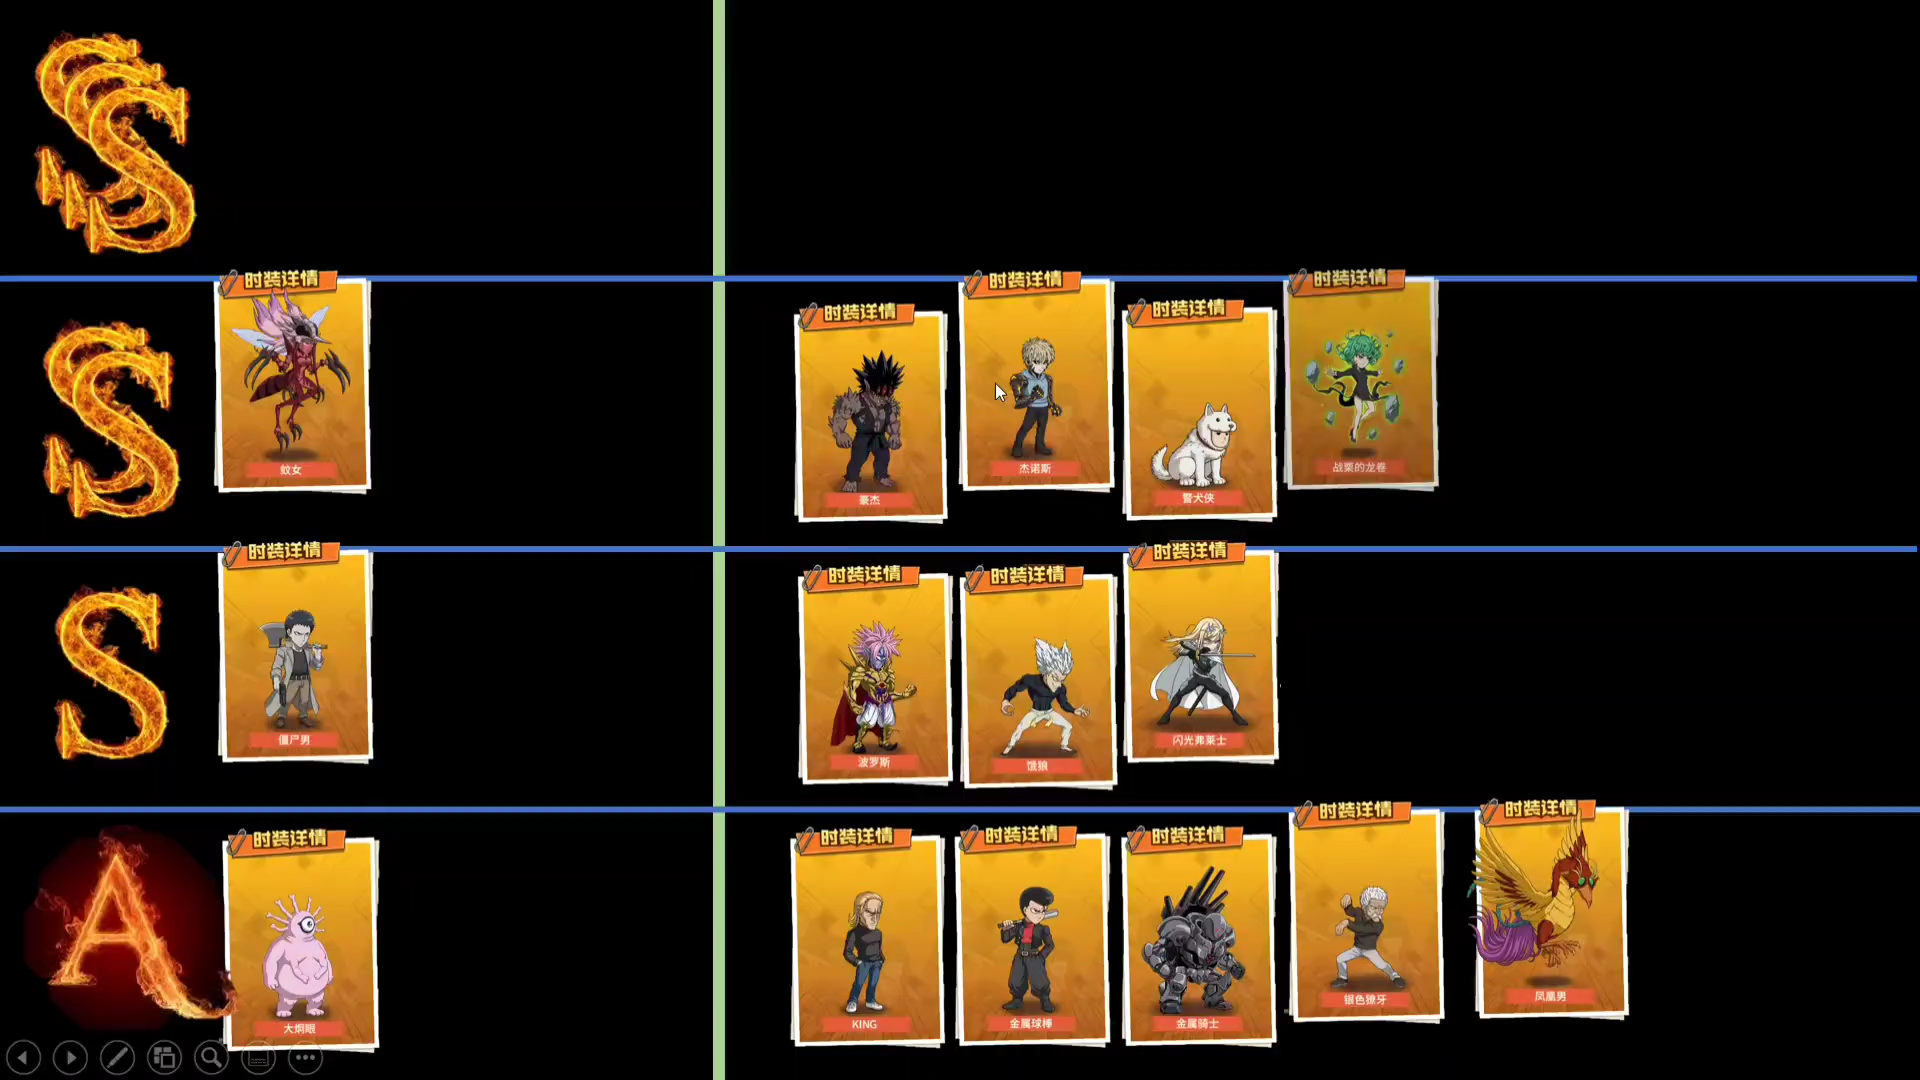 SSS
时装详情
蚊女
时装详情
豪杰
时装详情
杰诺斯
时装详情
警犬侠
时装详情
战栗的龙卷
SS
时装详情
僵尸男
时装详情
波罗斯
时装详情
饿狼
时装详情
闪光弗莱士
S
时装详情
大炯眼
时装详情
KING
时装详情
金属球棒
时装详情
金属骑士
时装详情
银色獠牙
时装详情
凤凰男
A